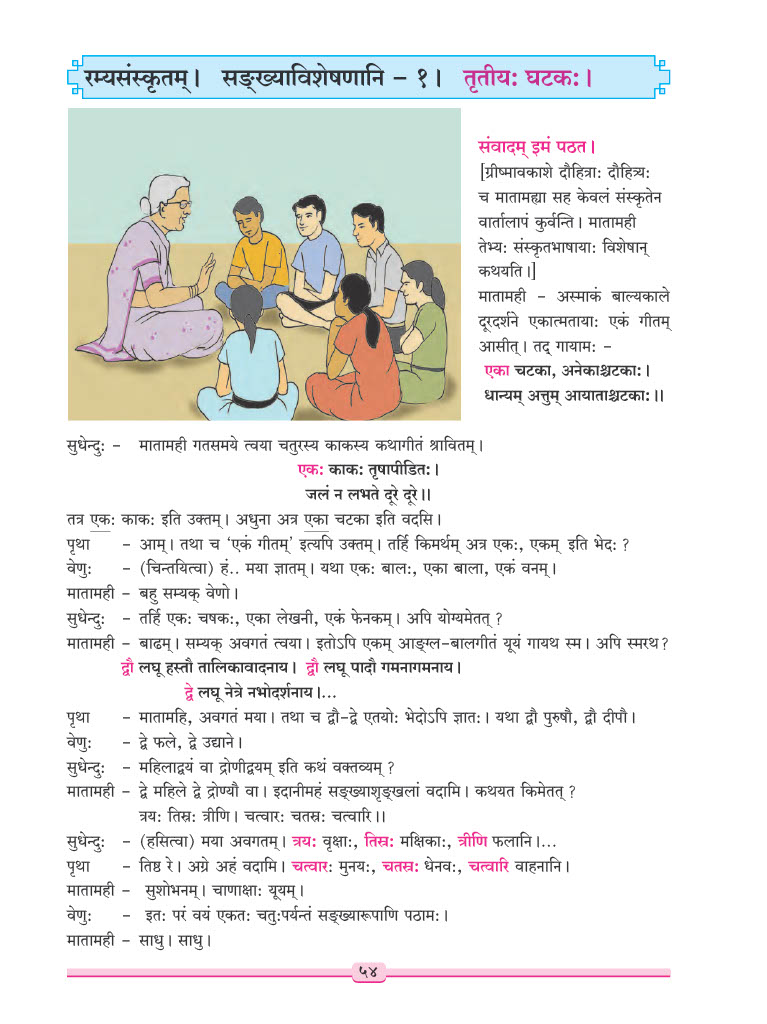 रम्यसंस्कृतम्। सङ्ख्याविशेषणानि – १। तृतीयः घटकः।
संवादम् इमं पठत।
[ग्रीष्मावकाशे दौहित्राः दौहित्र्यः
च मातामह्या सह केवलं संस्कृतेन
वार्तालापं कुर्वन्ति। मातामही
तेभ्यः संस्कृतभाषायाः विशेषान्
कथयति।]
मातामही – अस्माकं बाल्यकाले
दूरदर्शने एकात्मतायाः एकं गीतम्
आसीत्। तद् गायामः –
एका चटका, अनेकाश्चटकाः।
धान्यम् अत्तुम् आयाताश्चटकाः।।
सुधेन्दुः – मातामही गतसमये त्वया चतुरस्य काकस्य कथागीतं श्रावितम्।
एकः काकः तृषापीडितः।
जलं न लभते दूरे दूरे।।
तत्र एकः काकः इति उक्तम्। अधुना अत्र एका चटका इति वदसि।
पृथा – आम्। तथा च ‘एकं गीतम्’ इत्यपि उक्तम्। तर्हि किमर्थम् अत्र एकः, एकम् इति भेदः ?
वेणुः – (चिन्तयित्वा) हं.. मया ज्ञातम्। यथा एकः बालः, एका बाला, एकं वनम्।
मातामही – बहु सम्यक् वेणो।
सुधेन्दुः – तर्हि एकः चषकः, एका लेखनी, एकं फेनकम्। अपि योग्यमेतत् ?
मातामही – बाढम्। सम्यक् अवगतं त्वया। इतोऽपि एकम् आङ्ग्ल-बालगीतं यूयं गायथ स्म। अपि स्मरथ?
द्वौ लघू हस्तौ तालिकावादनाय। द्वौ लघू पादौ गमनागमनाय।
द्वे लघू नेत्रे नभोदर्शनाय।...
पृथा – मातामहि, अवगतं मया। तथा च द्वौ-द्वे एतयोः भेदोऽपि ज्ञातः। यथा द्वौ पुरुषौ, द्वौ दीपौ।
वेणुः – द्वे फले, द्वे उद्याने।
सुधेन्दुः – महिलाद्वयं वा द्रोणीद्वयम् इति कथं वक्तव्यम् ?
मातामही – द्वे महिले द्वे द्रोण्यौ वा। इदानीमहं सङ्ख्याशृङ्खलां वदामि। कथयत किमेतत् ?
त्रयः तिस्रः त्रीणि। चत्वारः चतस्रः चत्वारि।।
सुधेन्दुः – (हसित्वा) मया अवगतम्। त्रयः वृक्षाः, तिस्रः मक्षिकाः, त्रीणि फलानि।...
पृथा – तिष्ठ रे। अग्रे अहं वदामि। चत्वारः मुनयः, चतस्रः धेनवः, चत्वारि वाहनानि।
मातामही – सुशोभनम्। चाणाक्षाः यूयम्।
वेणुः – इतः परं वयं एकतः चतुःपर्यन्तं सङ्ख्यारूपाणि पठामः।
मातामही – साधु। साधु।
५४